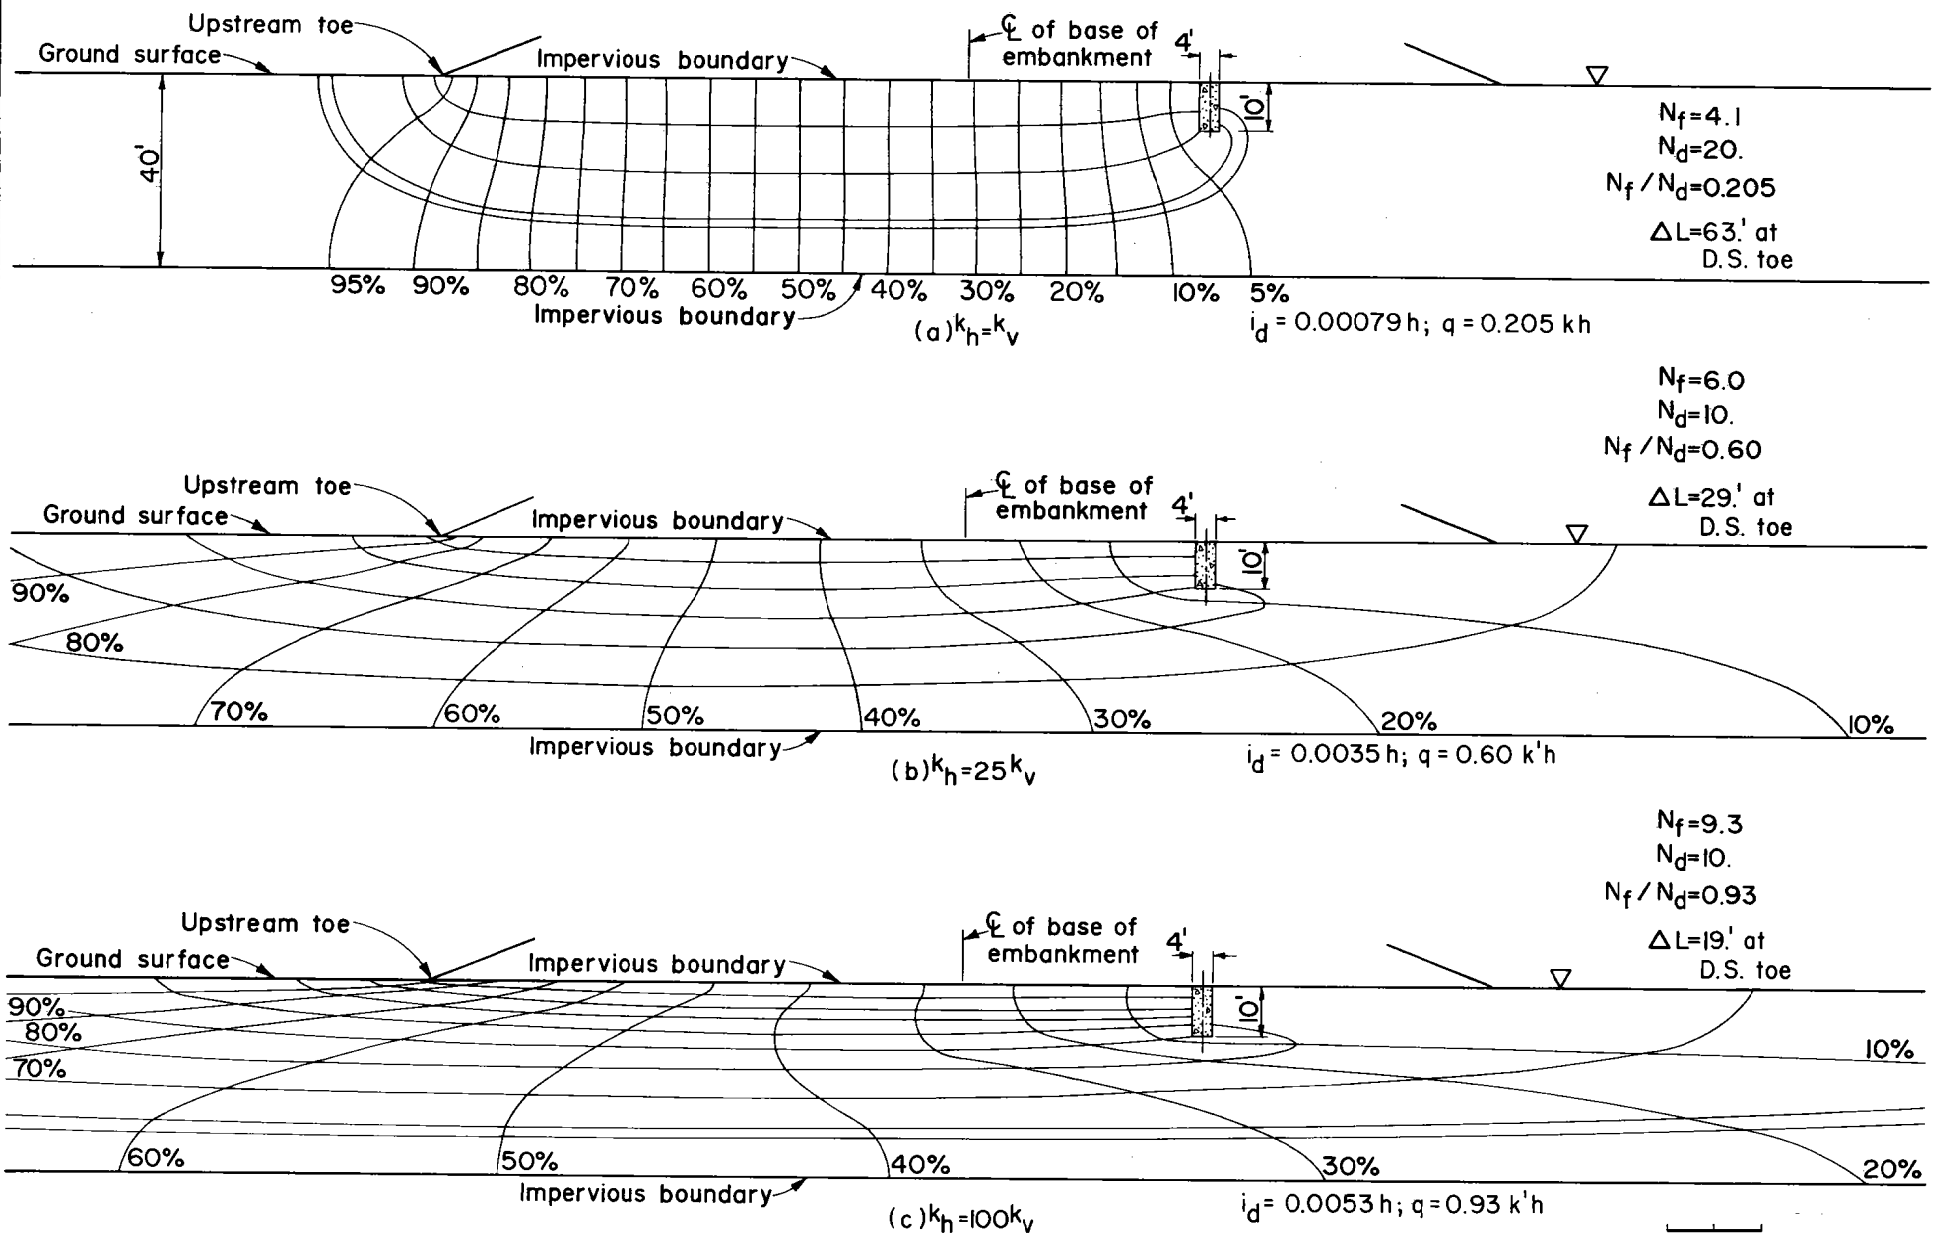 Upstream toe
Ground surface
Impervious boundary
℄ of base of
embankment
4'
10'
40'
Nf=4.1
Nd=20.
Nf/Nd=0.205
ΔL=63.' at
D.S. toe
95% 90% 80% 70% 60% 50% 40% 30% 20% 10% 5%
Impervious boundary
(a) kh=kv
id = 0.00079 h; q = 0.205 kh
Nf=6.0
Nd=10.
Nf/Nd=0.60
ΔL=29.' at
D.S. toe
Upstream toe
Ground surface
Impervious boundary
℄ of base of
embankment
4'
10'
90%
80%
70% 60% 50% 40% 30% 20% 10%
Impervious boundary
(b) kh=25kv
id = 0.0035 h; q = 0.60 k'h
Nf=9.3
Nd=10.
Nf/Nd=0.93
ΔL=19.' at
D.S. toe
Upstream toe
Ground surface
Impervious boundary
℄ of base of
embankment
4'
10'
90%
80%
70%
10%
60% 50% 40% 30% 20%
Impervious boundary
(c) kh=100kv
id = 0.0053 h; q = 0.93 k'h